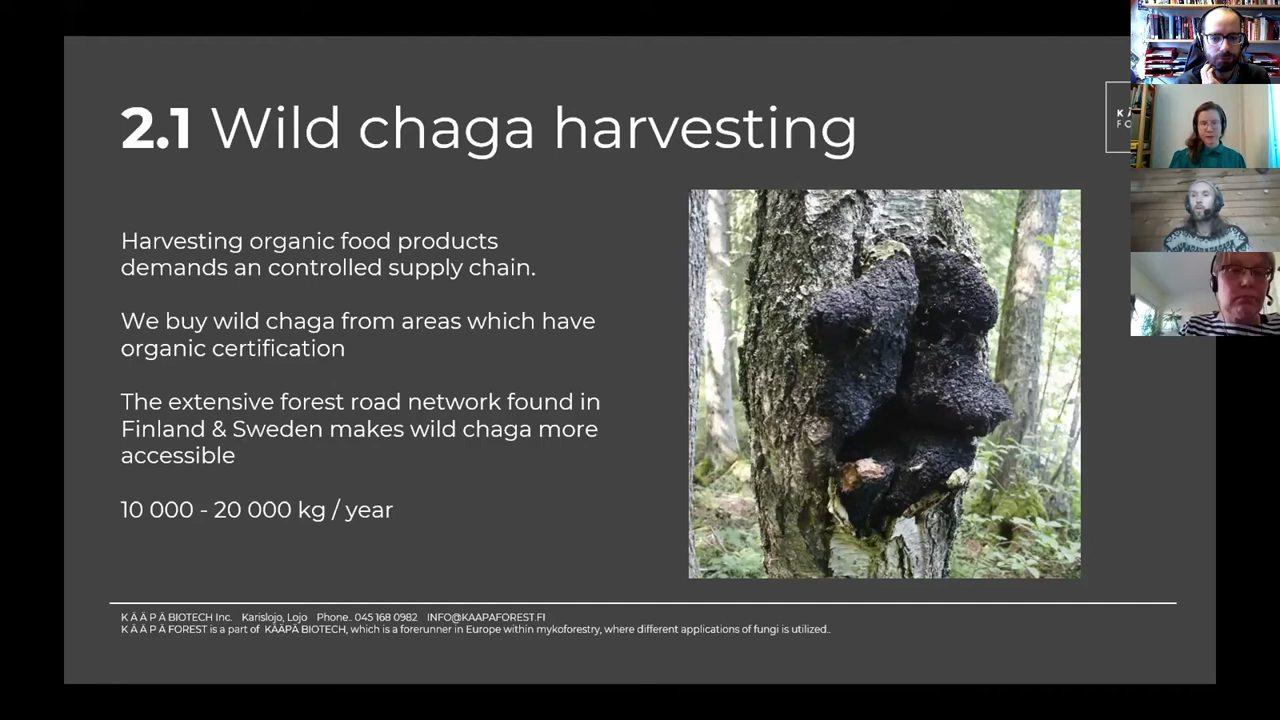 2.1 Wild chaga harvesting
Harvesting organic food products
demands an controlled supply chain.
We buy wild chaga from areas which have
organic certification
The extensive forest road network found in
Finland & Sweden makes wild chaga more
accessible
10 000 - 20 000 kg / year
K Ä Ä P Ä BIOTECH Inc. Karislojo, Lojo Phone.. 045 168 0982 INFO@KAAPAFOREST.FI
K Ä Ä P Ä FOREST is a part of KÄÄPÄ BIOTECH, which is a forerunner in Europe within mykoforestry, where different applications of fungi is utilized..